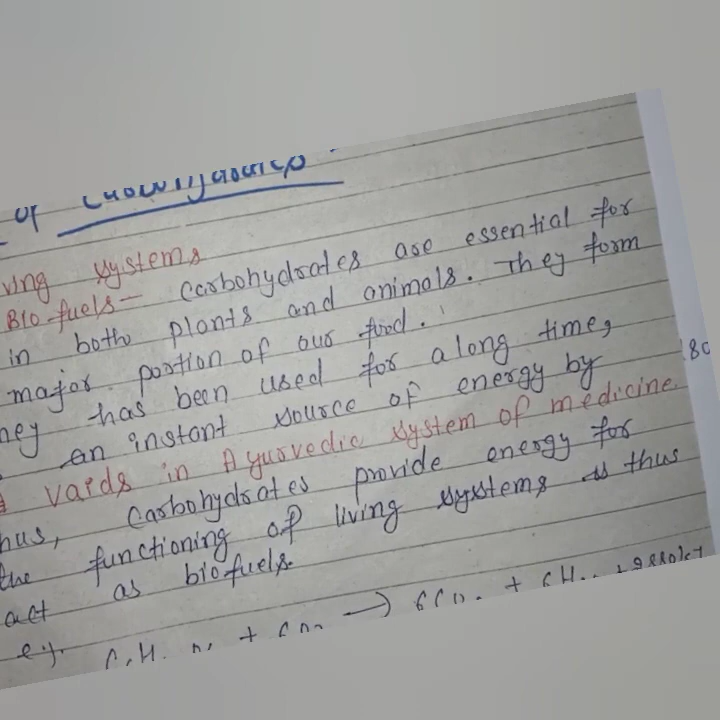 of
ving systems
Bio fuels - Carbohydrates are essential for
in both plants and animals. They form
major portion of our food.
hey has been used for a long time,
an instant source of energy by
vaids in Ayurvedic system of medicine.
hus, Carbohydrates provide energy for
the functioning of living systems & thus
act as biofuels.
eg.